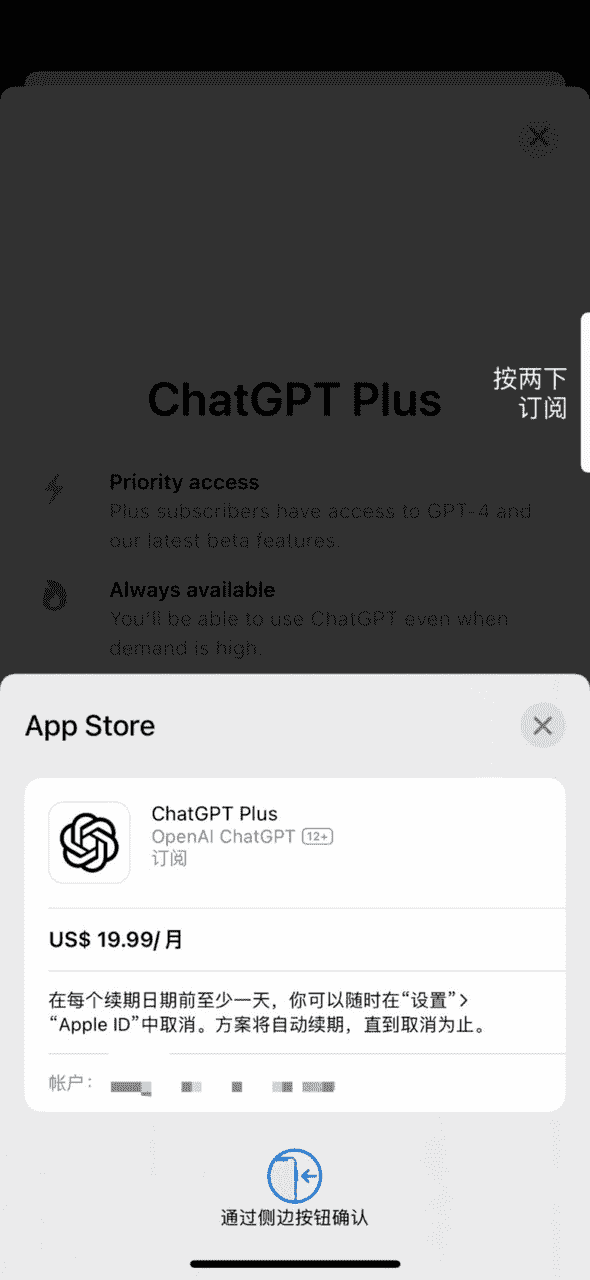 按两下
订阅
ChatGPT Plus
Priority access
Plus subscribers have access to GPT-4 and
our latest beta features.
Always available
You'll be able to use ChatGPT even when
demand is high.
App Store
ChatGPT Plus
OpenAI ChatGPT 12+
订阅
US$ 19.99/月
在每个续期日期前至少一天，你可以随时在“设置”>
“Apple ID”中取消。方案将自动续期，直到取消为止。
帐户：
通过侧边按钮确认